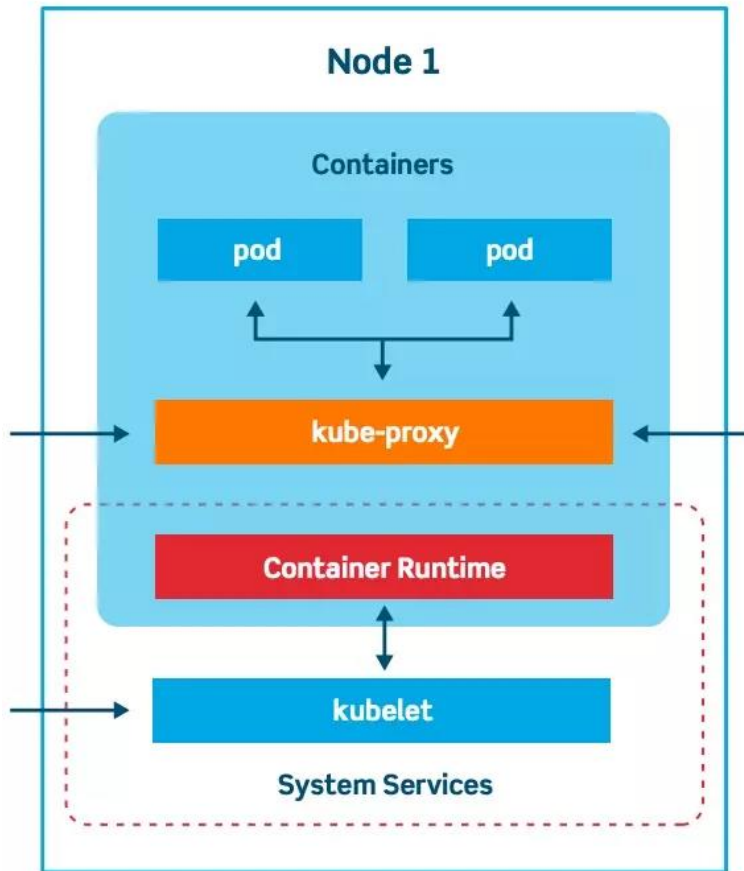 Node 1
Containers
pod pod
kube-proxy
Container Runtime
kubelet
System Services